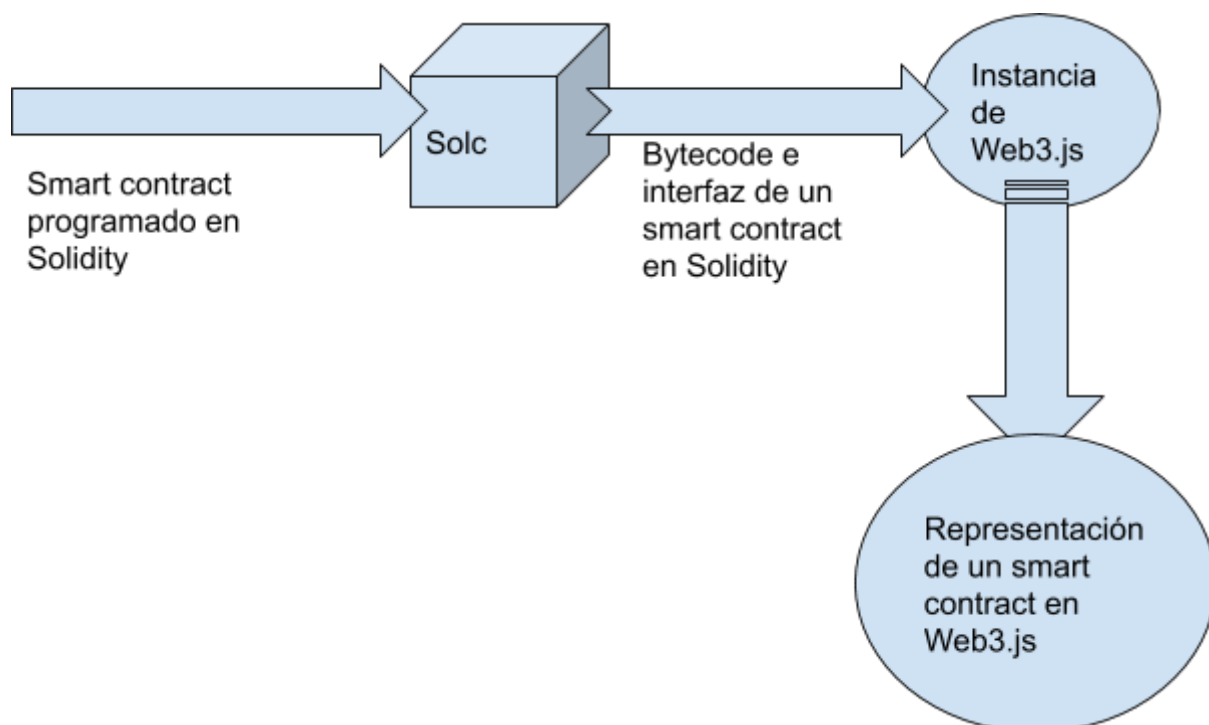 Smart contract
programado en
Solidity
Solc
Bytecode e
interfaz de un
smart contract
en Solidity
Instancia
de
Web3.js
Representación
de un smart
contract en
Web3.js